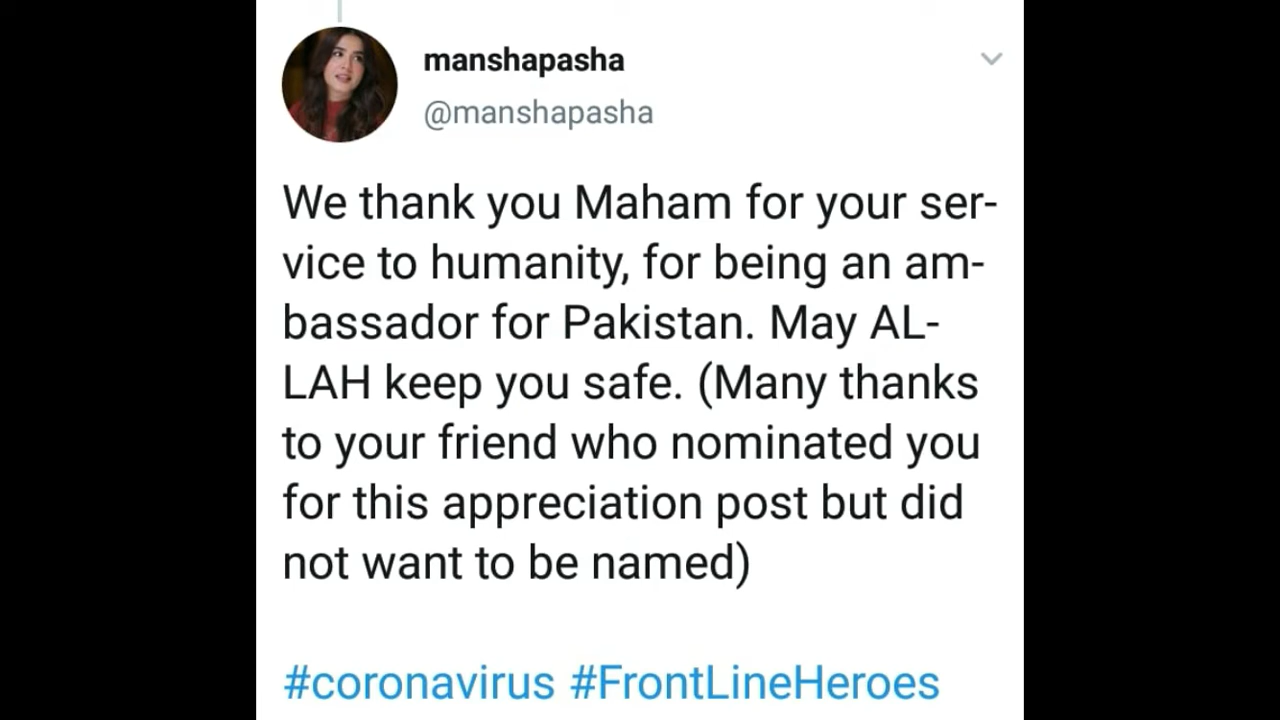 manshapasha
@manshapasha
We thank you Maham for your ser-
vice to humanity, for being an am-
bassador for Pakistan. May AL-
LAH keep you safe. (Many thanks
to your friend who nominated you
for this appreciation post but did
not want to be named)
#coronavirus #FrontLineHeroes